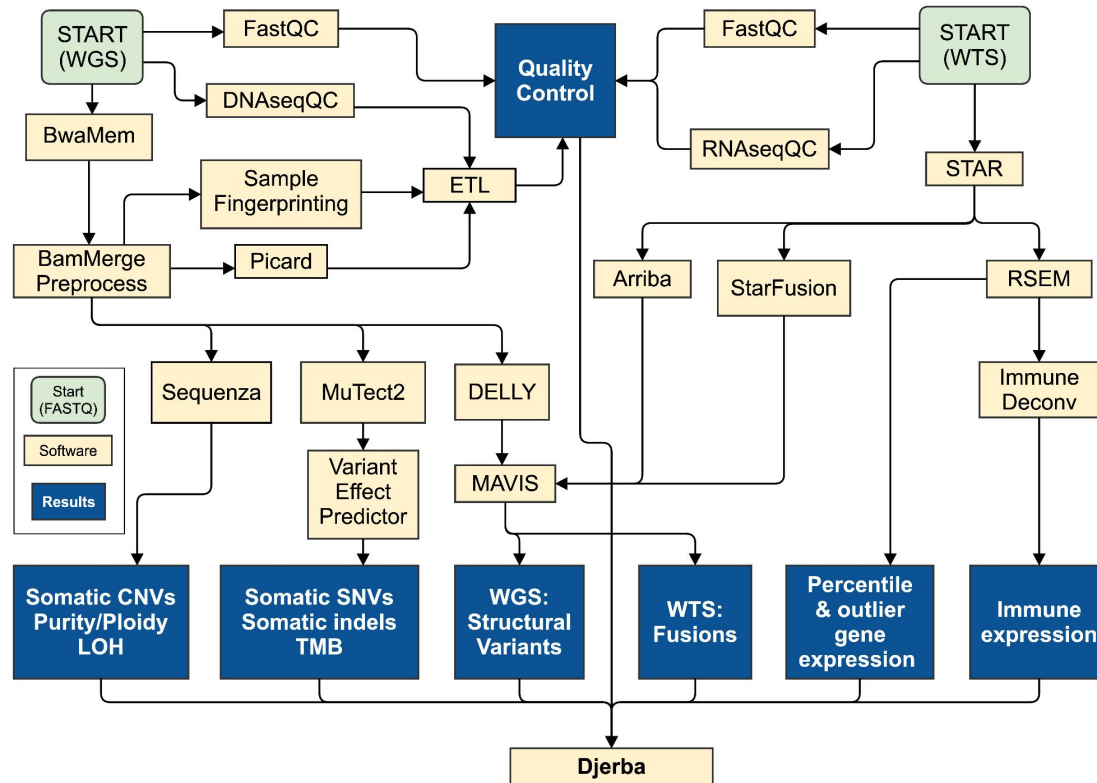 START
(WGS)
FastQC
Quality
Control
FastQC
START
(WTS)
DNAseqQC
BwaMem
RNAseqQC
STAR
Sample
Fingerprinting
ETL
BamMerge
Preprocess
Picard
Arriba
StarFusion
RSEM
Start
(FASTQ)
Software
Results
Sequenza
MuTect2
DELLY
Immune
Deconv
Variant
Effect
Predictor
MAVIS
Somatic CNVs
Purity/Ploidy
LOH
Somatic SNVs
Somatic indels
TMB
WGS:
Structural
Variants
WTS:
Fusions
Percentile
& outlier
gene
expression
Immune
expression
Djerba